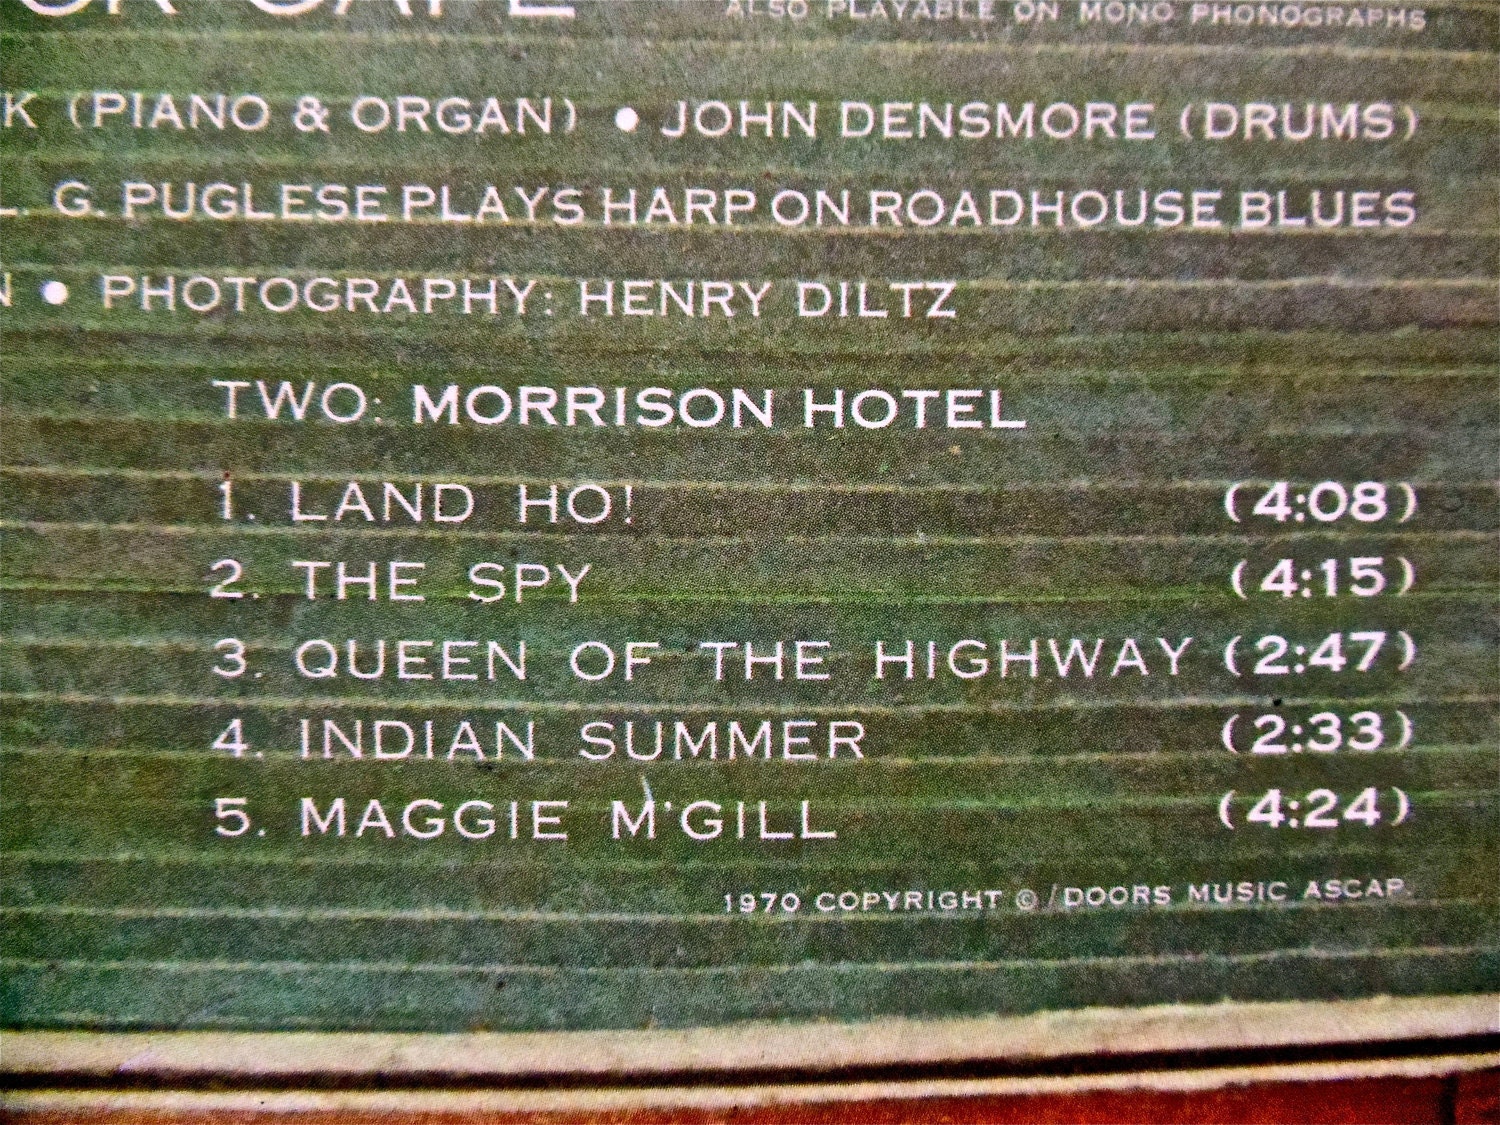 ALSO PLAYABLE ON MONO PHONOGRAPHS
K (PIANO & ORGAN) • JOHN DENSMORE (DRUMS)
G. PUGLESE PLAYS HARP ON ROADHOUSE BLUES
N • PHOTOGRAPHY: HENRY DILTZ
TWO: MORRISON HOTEL
1. LAND HO! (4:08)
2. THE SPY (4:15)
3. QUEEN OF THE HIGHWAY (2:47)
4. INDIAN SUMMER (2:33)
5. MAGGIE M'GILL (4:24)
1970 COPYRIGHT ©/DOORS MUSIC ASCAP.